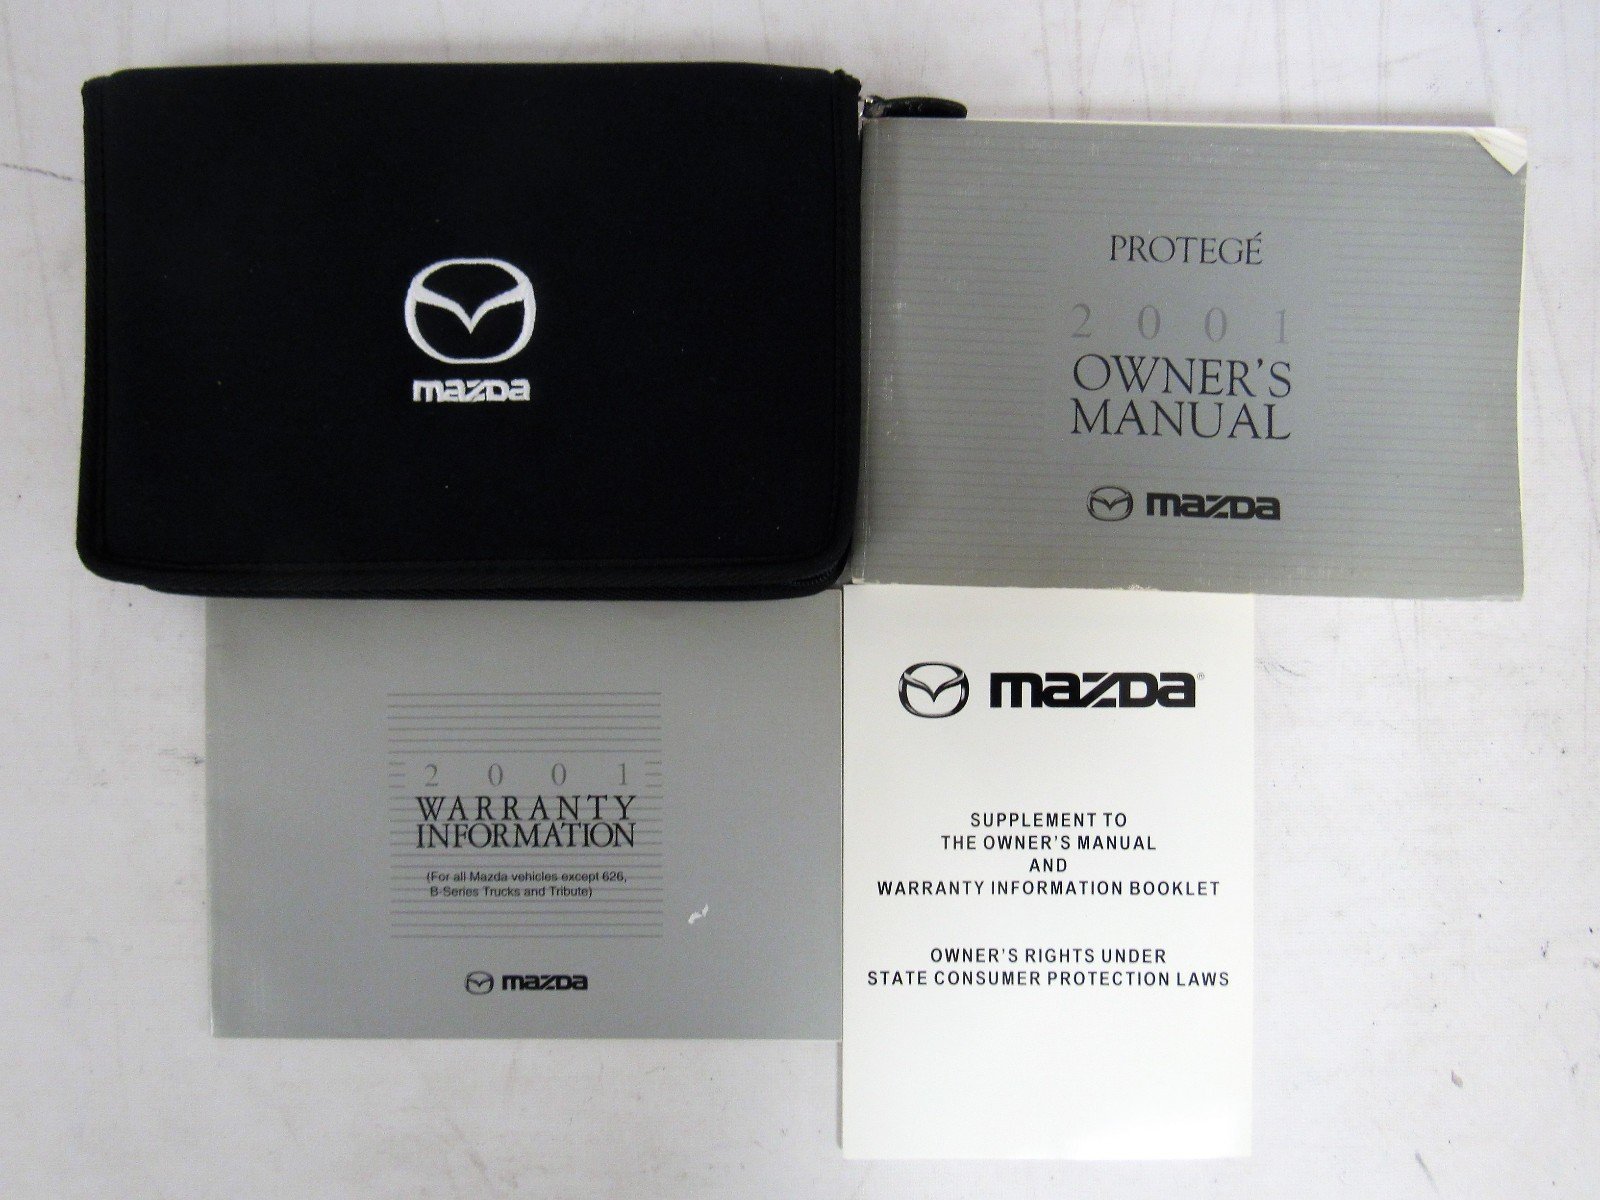 mazda
PROTEGÉ
2001
OWNER'S
MANUAL
mazda
2001
WARRANTY
INFORMATION
(For all Mazda vehicles except 626,
B-Series Trucks and Tribute)
mazda
mazda®
SUPPLEMENT TO
THE OWNER'S MANUAL
AND
WARRANTY INFORMATION BOOKLET
OWNER'S RIGHTS UNDER
STATE CONSUMER PROTECTION LAWS